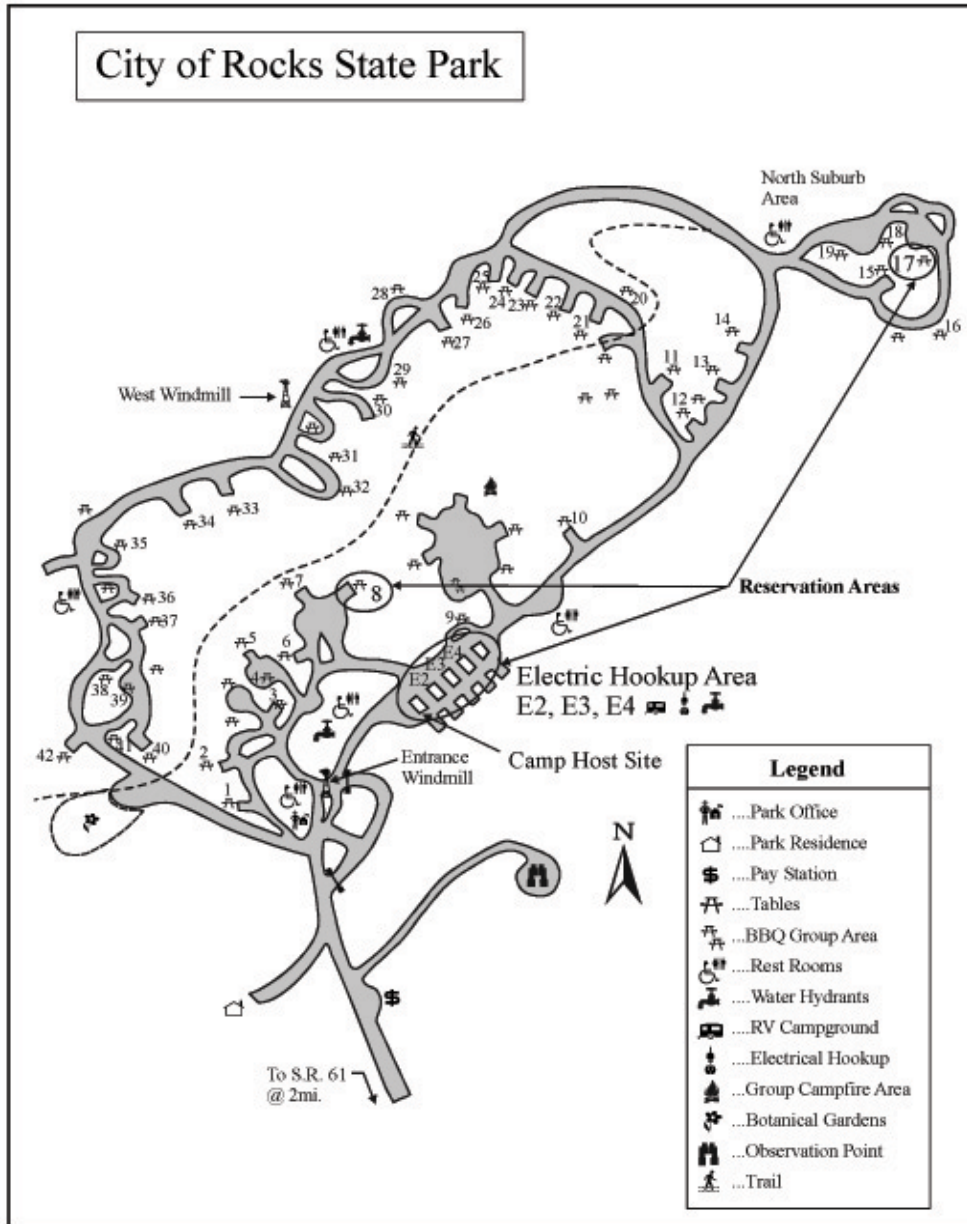 City of Rocks State Park
North Suburb
Area
18
19
17
15
16
28
25
24
23
22
21
20
26
27
14
11
13
12
29
30
West Windmill
31
32
33
34
10
35
36
37
7
8
Reservation Areas
9
5
6
4
3
E4
E3
E2
Electric Hookup Area
E2, E3, E4
38
39
41
40
42
2
1
Camp Host Site
Entrance
Windmill
N
To S.R. 61
@ 2mi.
Legend
....Park Office
....Park Residence
....Pay Station
....Tables
...BBQ Group Area
....Rest Rooms
....Water Hydrants
....RV Campground
....Electrical Hookup
...Group Campfire Area
...Botanical Gardens
...Observation Point
...Trail